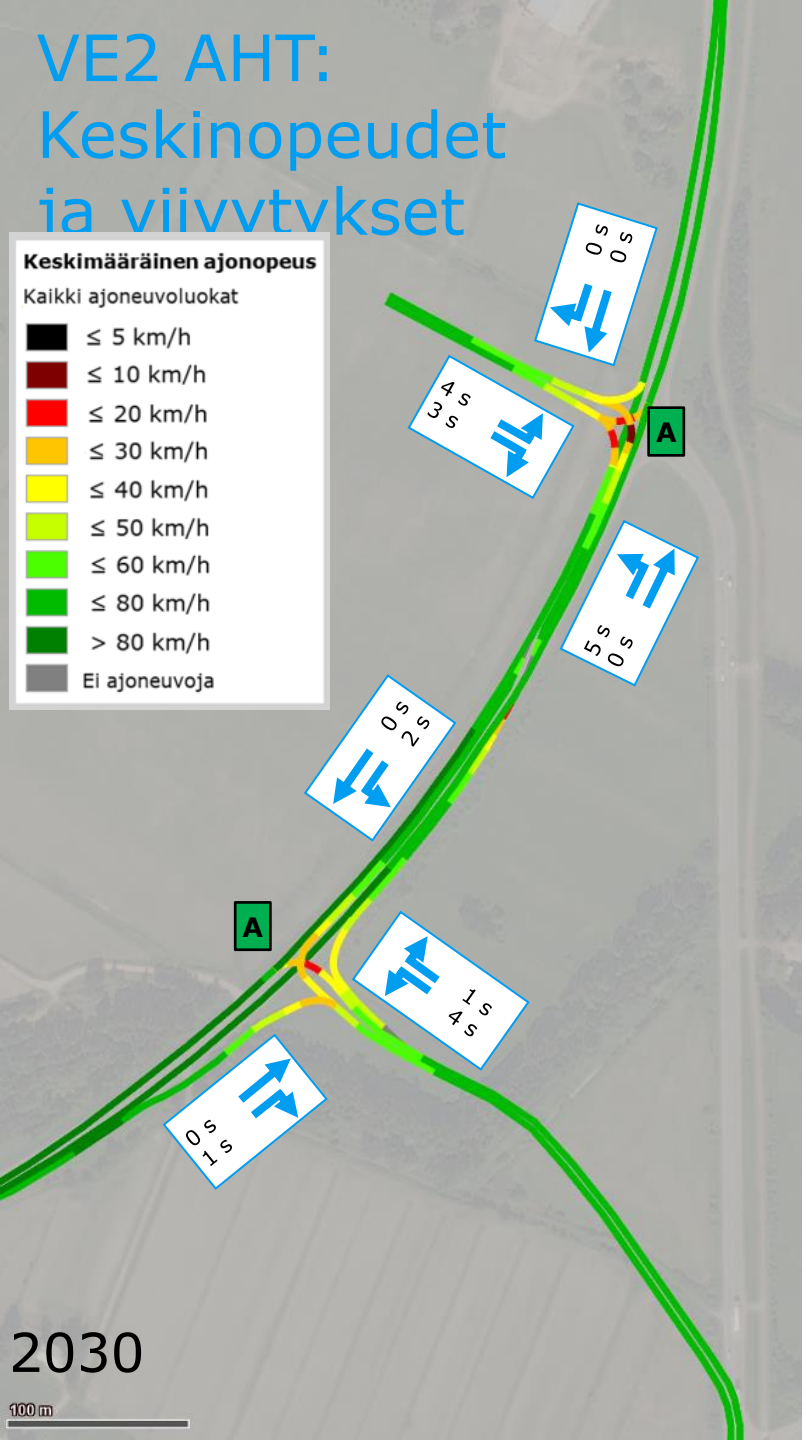 VE2 AHT:
Keskinopeudet
ja viivytykset
Keskimääräinen ajonopeus
Kaikki ajoneuvoluokat
≤ 5 km/h
≤ 10 km/h
≤ 20 km/h
≤ 30 km/h
≤ 40 km/h
≤ 50 km/h
≤ 60 km/h
≤ 80 km/h
> 80 km/h
Ei ajoneuvoja
0 s
0 s
4 s
3 s
A
5 s
0 s
0 s
2 s
A
1 s
4 s
0 s
1 s
2030
100 m